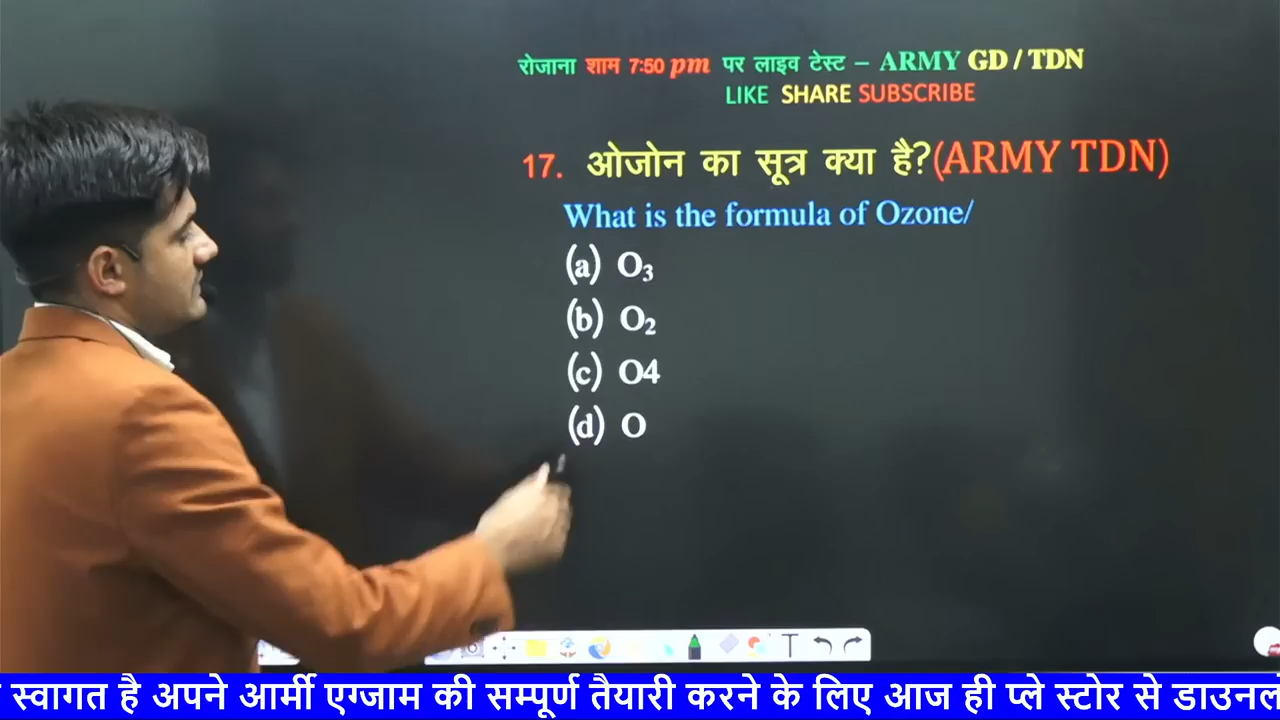 रोजाना शाम 7:50 pm पर लाइव टेस्ट – ARMY GD / TDN
LIKE SHARE SUBSCRIBE
17. ओजोन का सूत्र क्या है?(ARMY TDN)
What is the formula of Ozone/
(a) O₃
(b) O₂
(c) O4
(d) O
स्वागत है अपने आर्मी एग्जाम की सम्पूर्ण तैयारी करने के लिए आज ही प्ले स्टोर से